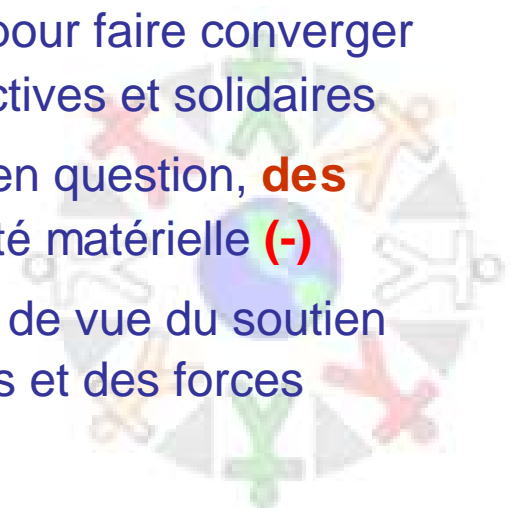 pour faire converger
ctives et solidaires
en question, des
té matérielle (-)
de vue du soutien
s et des forces